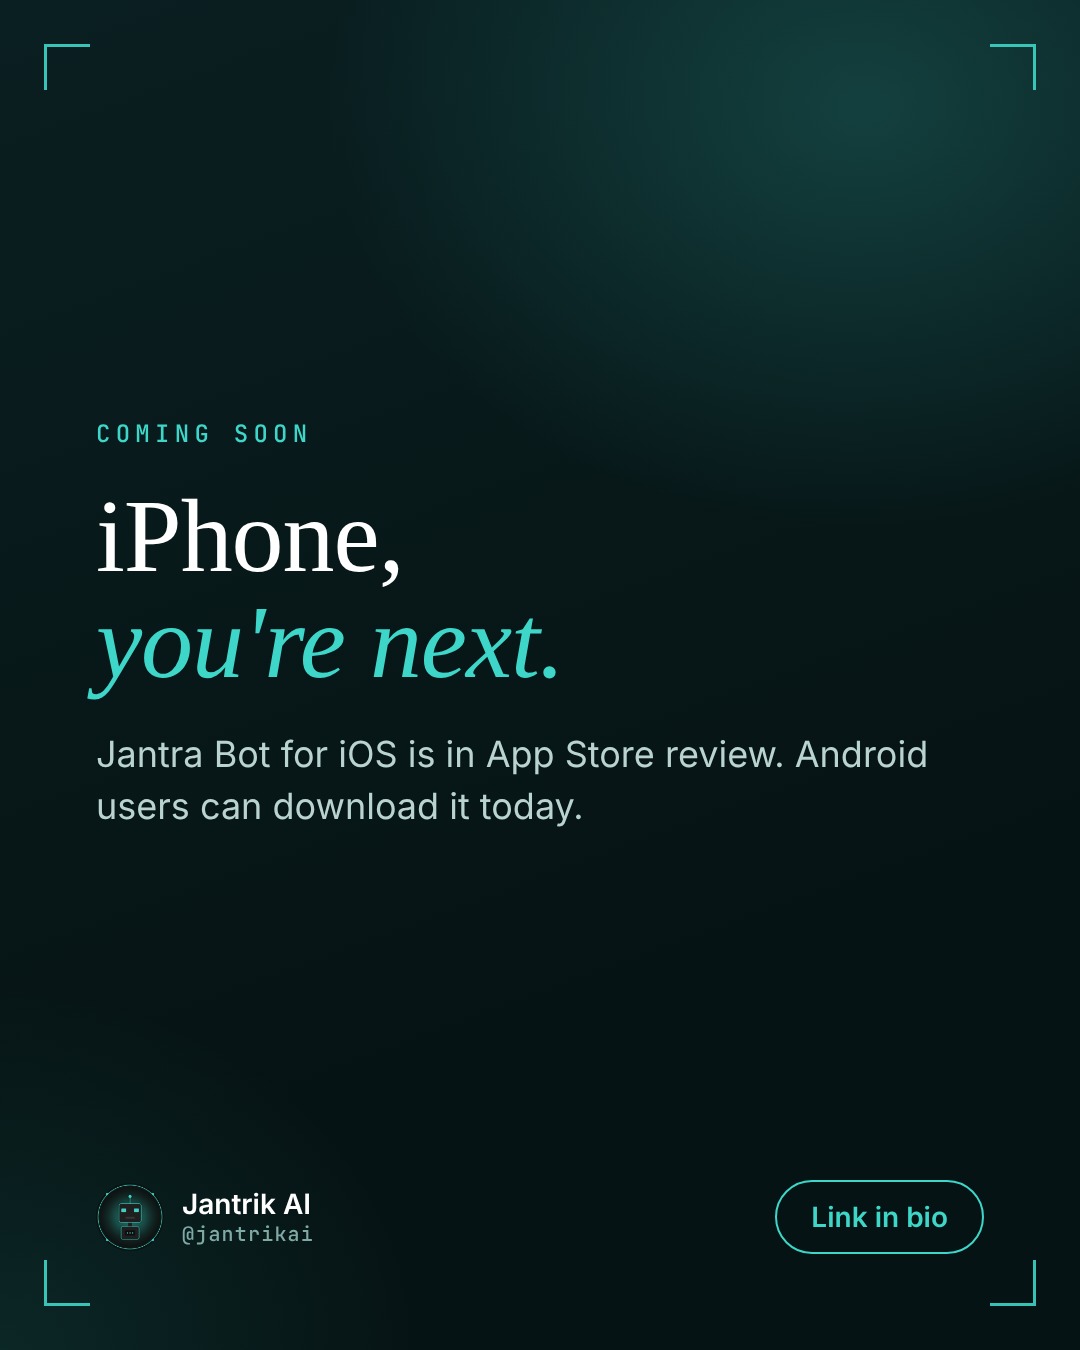 COMING SOON
iPhone,
you're next.
Jantra Bot for iOS is in App Store review. Android
users can download it today.
Jantrik AI
@jantrikai
Link in bio